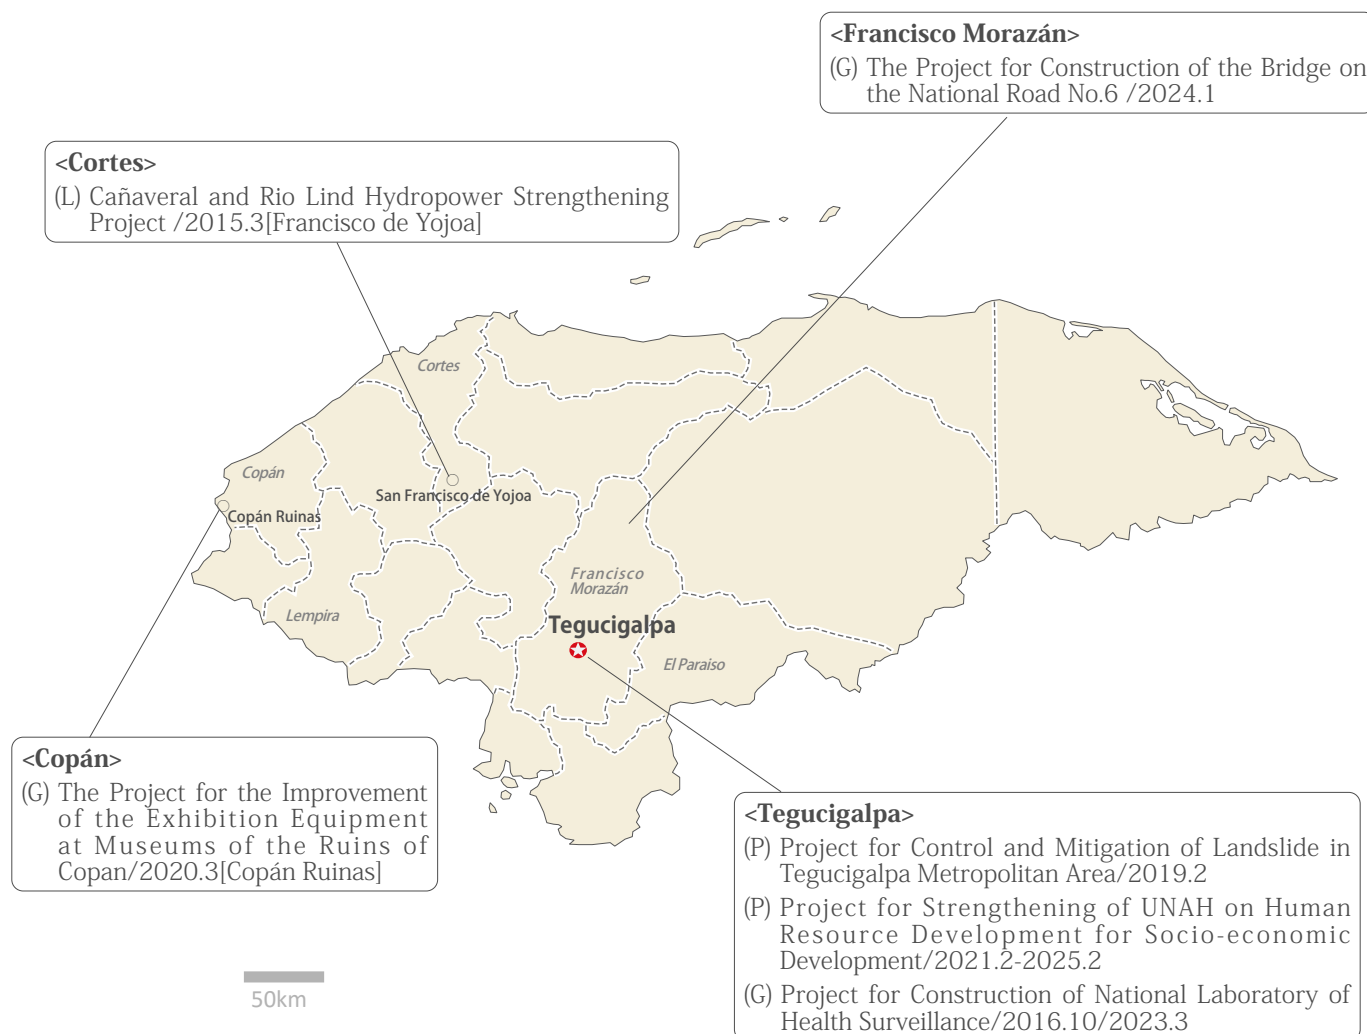 <Francisco Morazán>
(G) The Project for Construction of the Bridge on
the National Road No.6 /2024.1
<Cortes>
(L) Cañaveral and Rio Lind Hydropower Strengthening
Project /2015.3[Francisco de Yojoa]
Cortes
Copán
San Francisco de Yojoa
Copán Ruinas
Francisco
Morazán
Lempira
Tegucigalpa
El Paraiso
<Copán>
(G) The Project for the Improvement
of the Exhibition Equipment
at Museums of the Ruins of
Copan/2020.3[Copán Ruinas]
<Tegucigalpa>
(P) Project for Control and Mitigation of Landslide in
Tegucigalpa Metropolitan Area/2019.2
(P) Project for Strengthening of UNAH on Human
Resource Development for Socio-economic
Development/2021.2-2025.2
(G) Project for Construction of National Laboratory of
Health Surveillance/2016.10/2023.3
50km